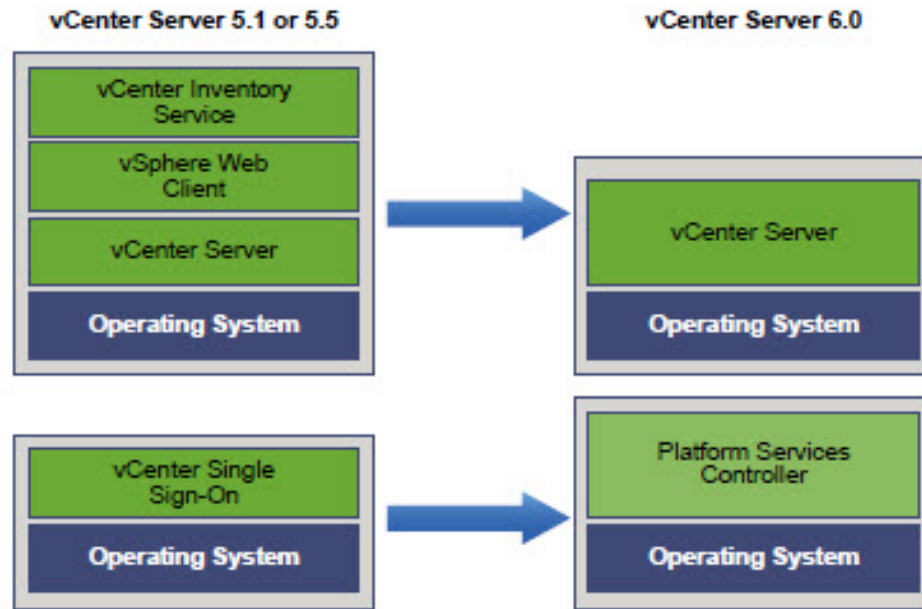 vCenter Server 5.1 or 5.5
vCenter Server 6.0
vCenter Inventory
Service
vSphere Web
Client
vCenter Server
Operating System
vCenter Server
Operating System
vCenter Single
Sign-On
Operating System
Platform Services
Controller
Operating System